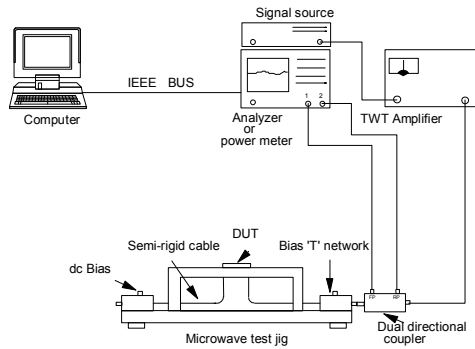 Signal source
IEEE BUS
Computer
Analyzer
or
power meter
1 2
TWT Amplifier
DUT
Semi-rigid cable
Bias 'T' network
dc Bias
FP RP
Dual directional
coupler
Microwave test jig